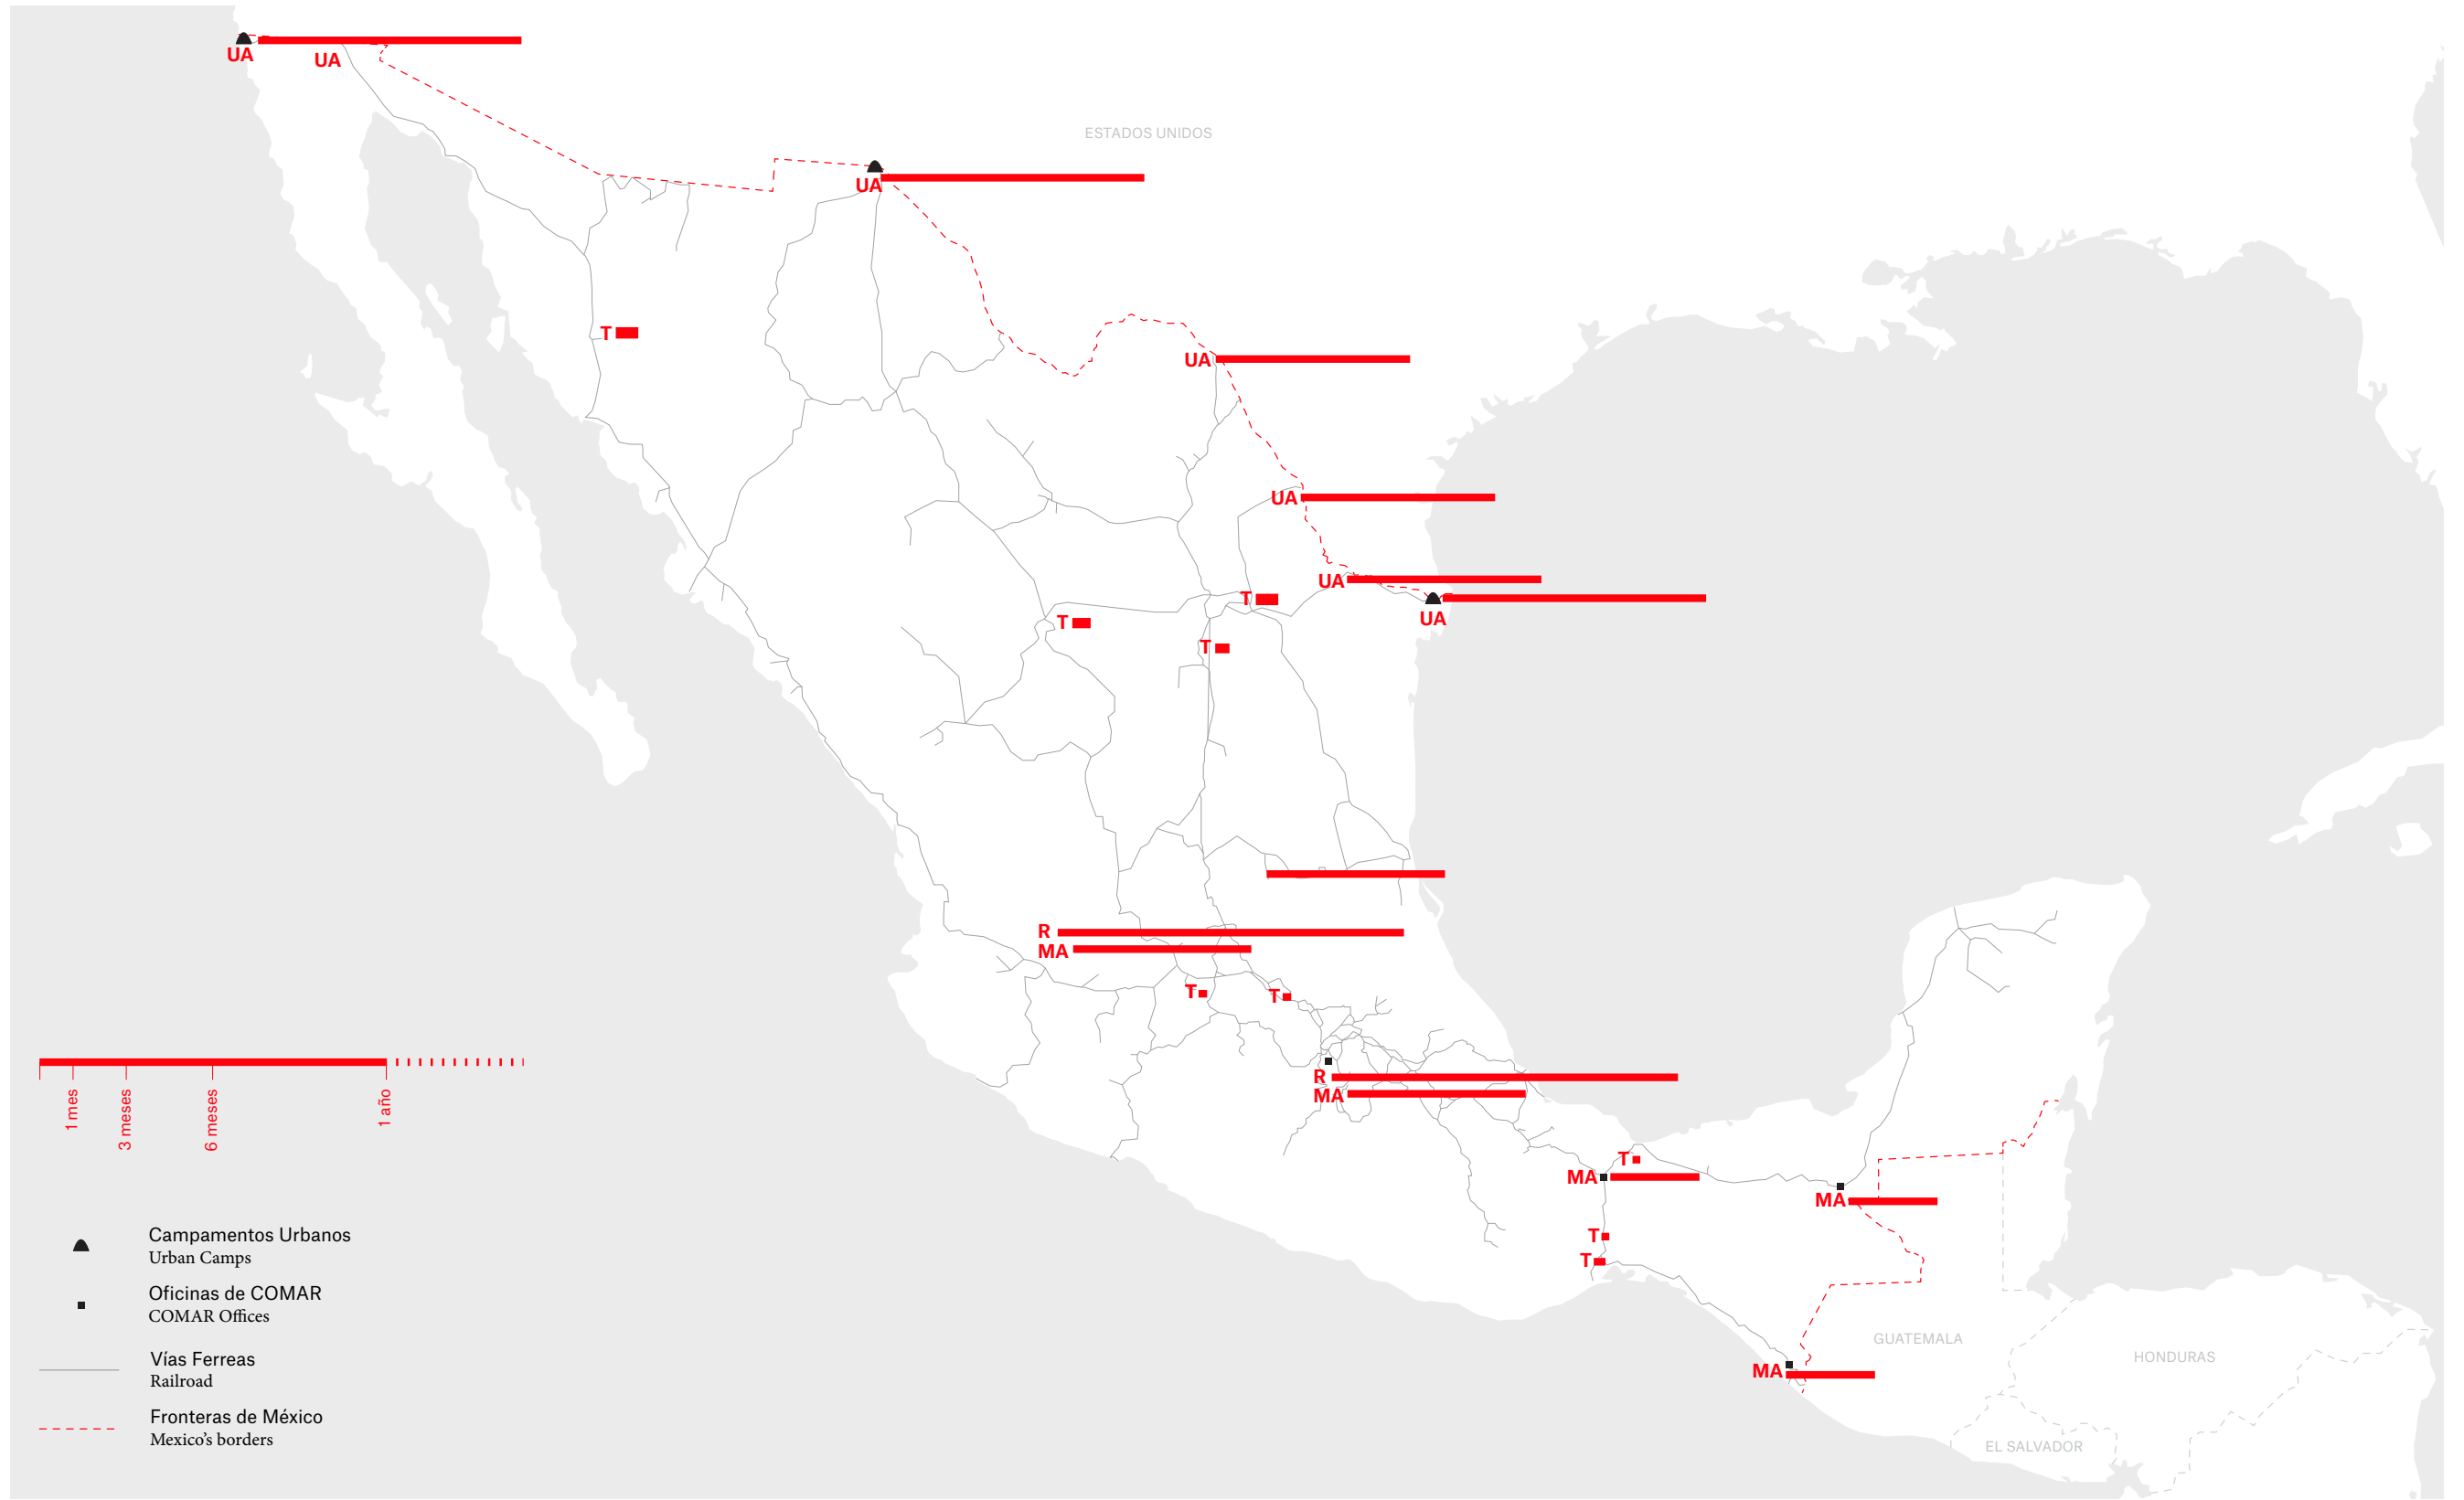 UA
UA
ESTADOS UNIDOS
UA
T
UA
UA
UA
T
UA
T
T
R
MA
T
T
R
MA
T
MA
MA
T
T
MA
GUATEMALA
HONDURAS
EL SALVADOR
1 mes
3 meses
6 meses
1 año
Campamentos Urbanos
Urban Camps
Oficinas de COMAR
COMAR Offices
Vías Ferreas
Railroad
Fronteras de México
Mexico's borders